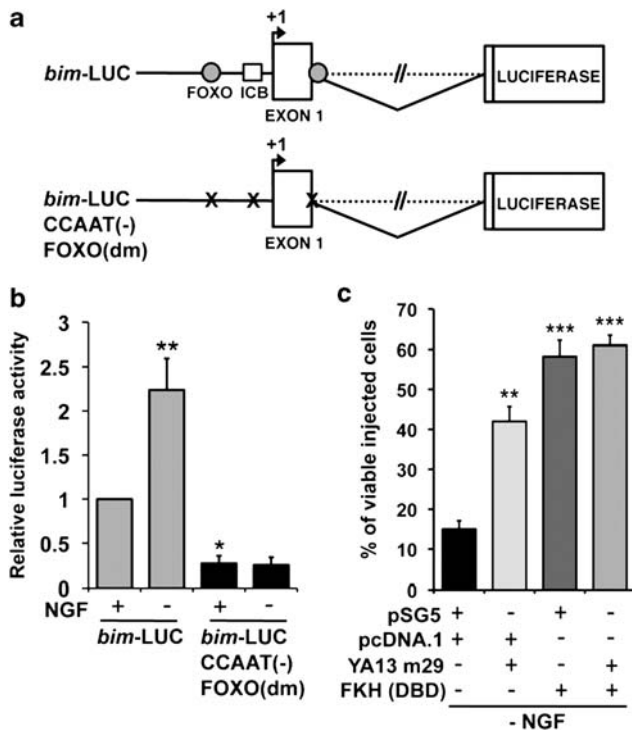 a
+1
bim-LUC
//
LUCIFERASE
FOXO ICB
EXON 1
+1
bim-LUC
X X X
//
LUCIFERASE
CCAAT(-)
FOXO(dm)
EXON 1
b
Relative luciferase activity
3
2.5
2
1.5
1
0.5
0
**
*
NGF + - + -
bim-LUC bim-LUC
CCAAT(-)
FOXO(dm)
c
% of viable injected cells
70
60
50
40
30
20
10
0
**
***
***
pSG5 + - + -
pcDNA.1 + + - -
YA13 m29 - + - +
FKH (DBD) - - + +
- NGF